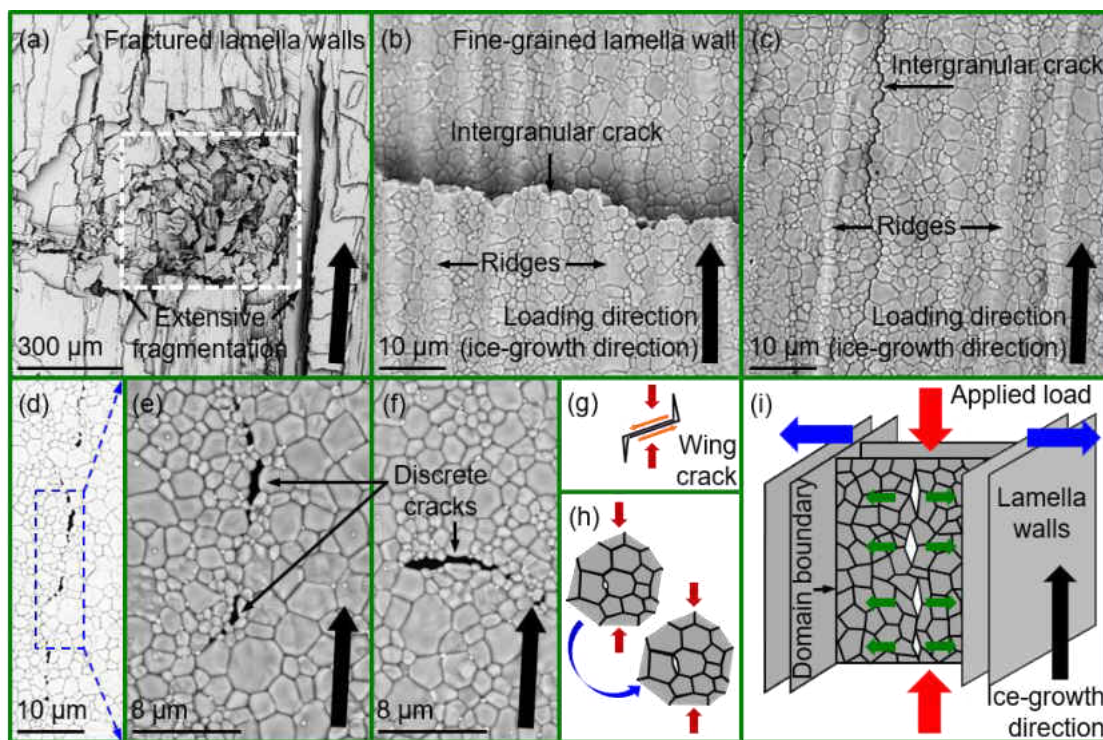 (a) Fractured lamella walls
Extensive
fragmentation
300 µm
(b) Fine-grained lamella wall
Intergranular crack
Ridges
Loading direction
(ice-growth direction)
10 µm
(c)
Intergranular crack
Ridges
Loading direction
(ice-growth direction)
10 µm
(d)
10 µm
(e)
8 µm
(f)
Discrete
cracks
8 µm
(g)
Wing
crack
(h)
(i)
Applied load
Domain boundary
Lamella
walls
Ice-growth
direction